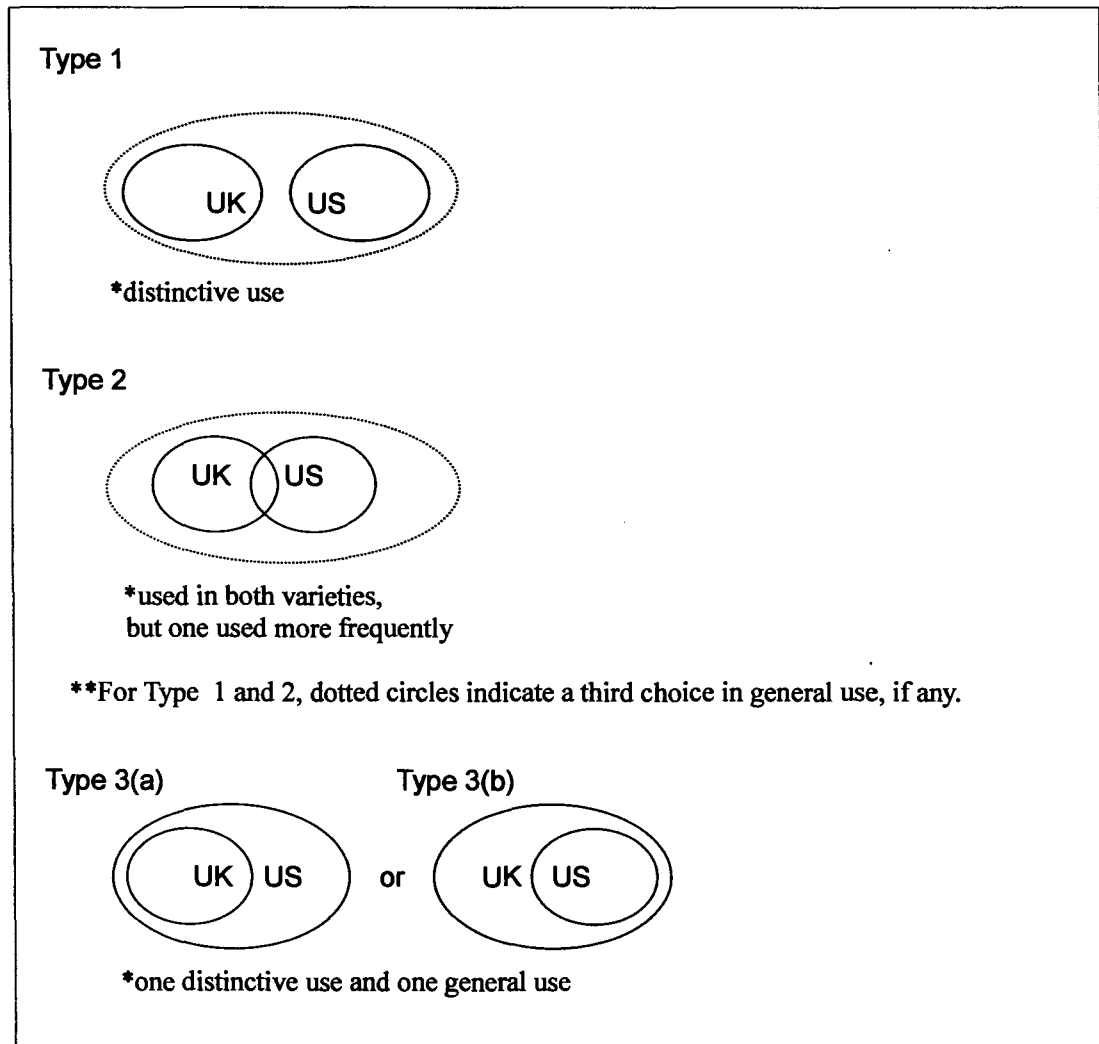 Type 1
UK US
*distinctive use
Type 2
UK US
*used in both varieties,
but one used more frequently
**For Type 1 and 2, dotted circles indicate a third choice in general use, if any.
Type 3(a) Type 3(b)
UK US or UK US
*one distinctive use and one general use